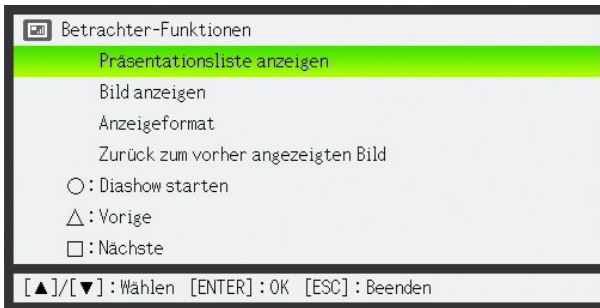 Betrachter-Funktionen
Präsentationsliste anzeigen
Bild anzeigen
Anzeigeformat
Zurück zum vorher angezeigten Bild
○: Diashow starten
△: Vorige
□: Nächste
[▲]/[▼]: Wählen [ENTER]: OK [ESC]: Beenden